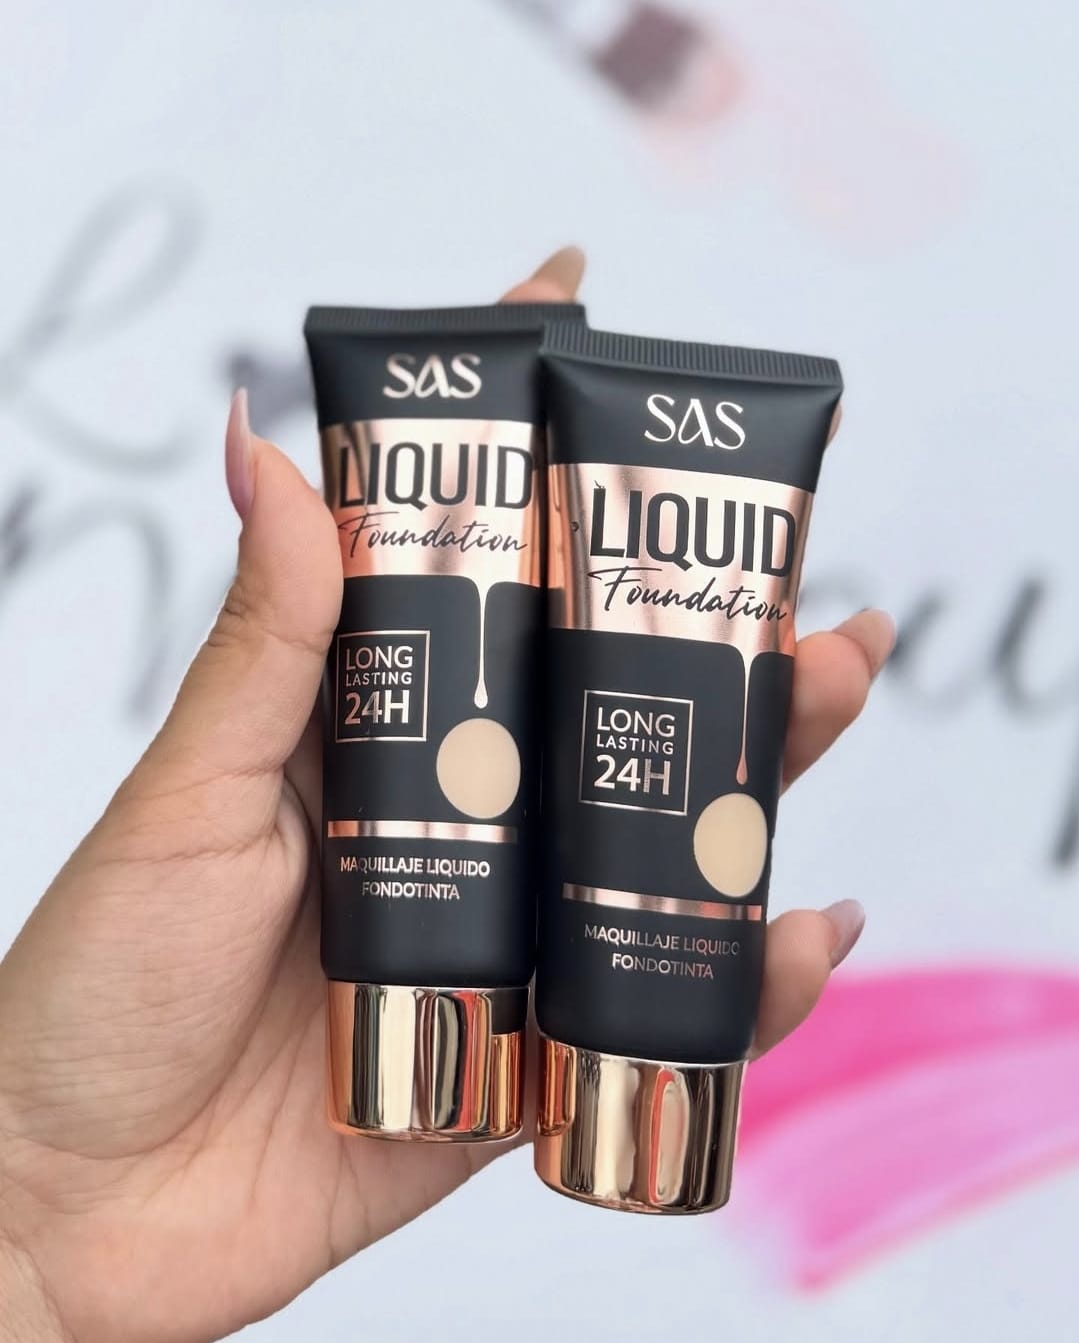 SAS
LIQUID
Foundation
LONG
LASTING
24H
MAQUILLAJE LIQUIDO
FONDOTINTA
SAS
LIQUID
Foundation
LONG
LASTING
24H
MAQUILLAJE LIQUIDO
FONDOTINTA